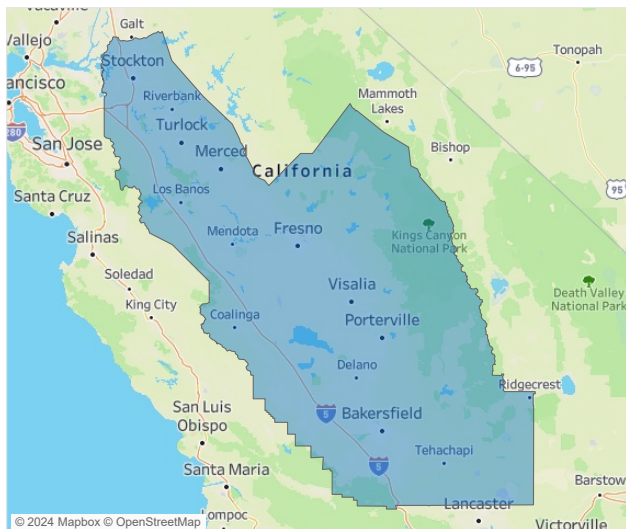 Vacaville
Galt
Vallejo
Stockton
Tonopah
6-95
ancisco
Riverbank
Mammoth
Lakes
280
Turlock
San Jose
Merced
California
Bishop
95
Los Banos
Santa Cruz
Mendota
Fresno
Kings Canyon
National Park
Salinas
Soledad
Visalia
Death Valley
National Park
King City
Coalinga
Porterville
Delano
Ridgecrest
San Luis
Obispo
5
Bakersfield
Tehachapi
5
Santa Maria
Barstow
Lompoc
Lancaster
Victorville
© 2024 Mapbox © OpenStreetMap